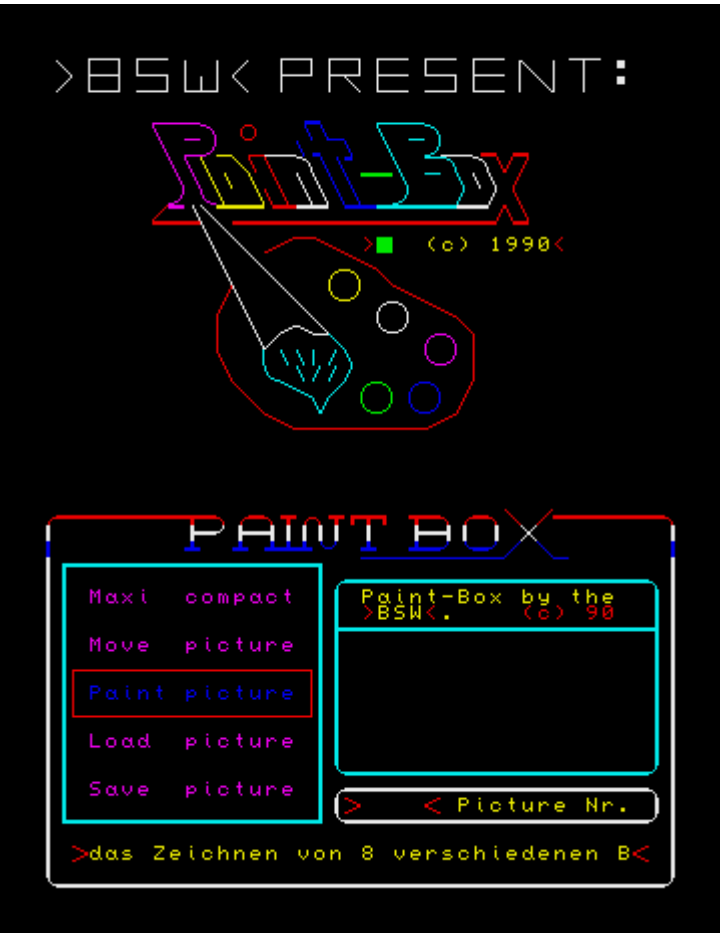 >BSW< PRESENT:
Paint-Box
>■ (c) 1990<
PAINT BOX
Maxi compact
Move picture
Paint picture
Load picture
Save picture
Paint-Box by the
>BSW<. (c) 90
> < Picture Nr.
>das Zeichnen von 8 verschiedenen B<